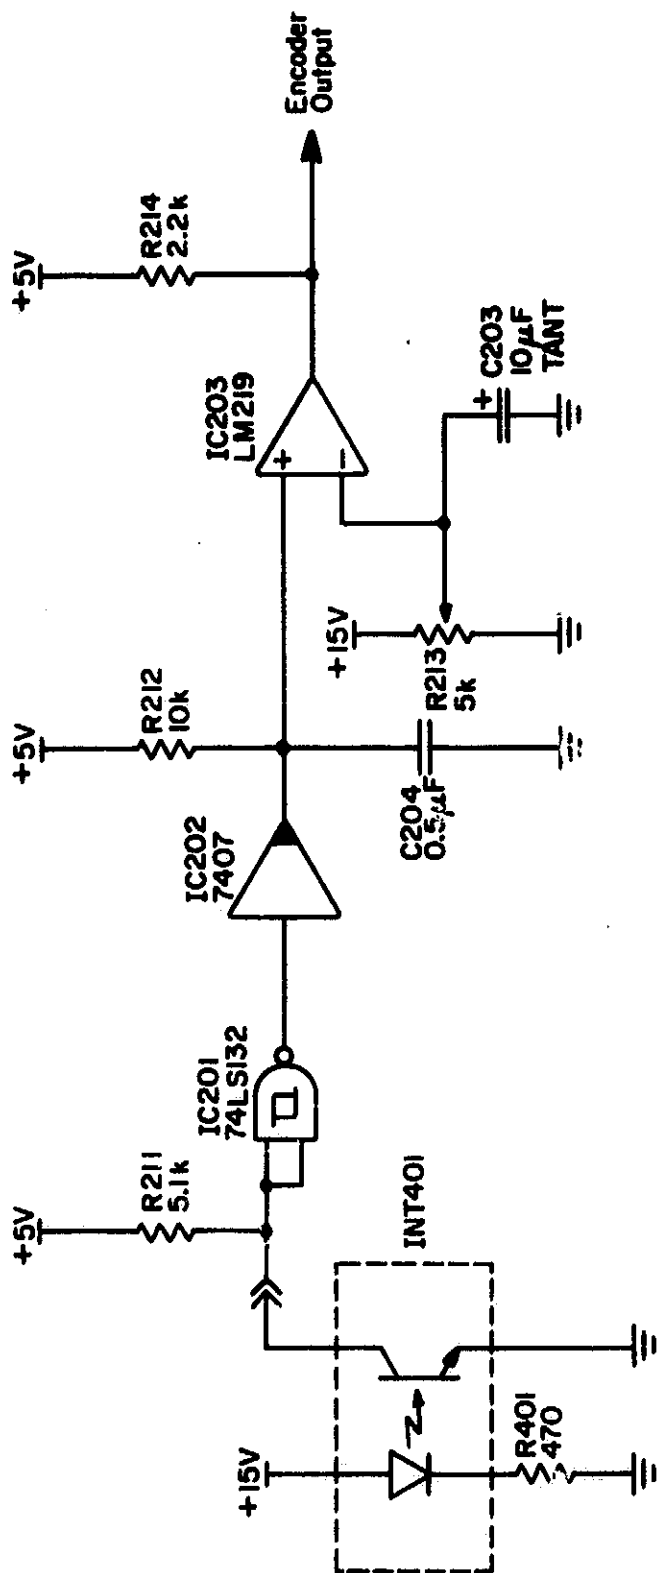 +15V
R401
470
INT401
+5V
R211
5.1k
IC201
74LS132
IC202
7407
+5V
R212
10k
C204
0.5µF
+15V
R213
5k
IC203
LM219
+
−
+
C203
10µF
TANT
+5V
R214
2.2k
Encoder
Output